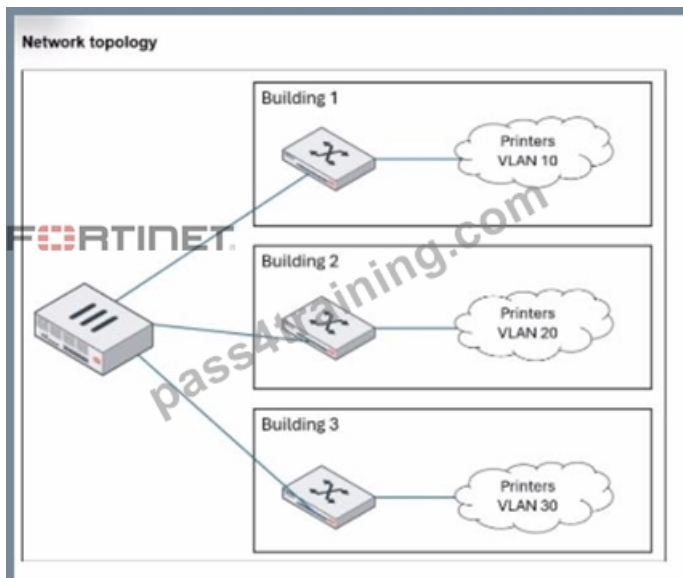 Network topology
Building 1
Printers
VLAN 10
FORTINET
Building 2
Printers
VLAN 20
pass4training.com
Building 3
Printers
VLAN 30